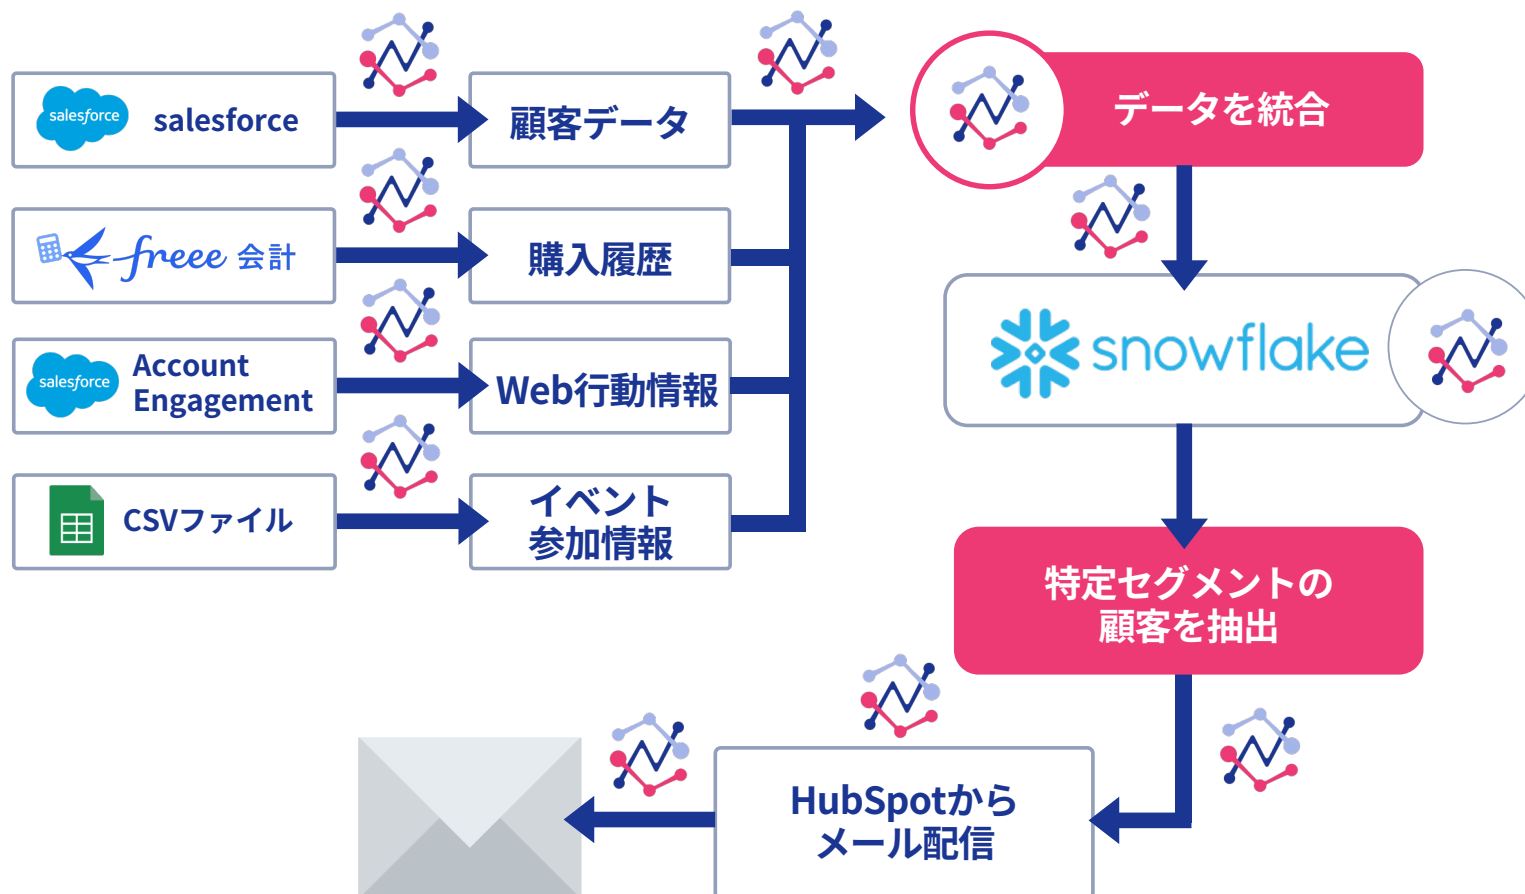 salesforce
salesforce
顧客データ
データを統合
freee 会計
購入履歴
salesforce
Account
Engagement
Web行動情報
snowflake
CSVファイル
イベント
参加情報
特定セグメントの
顧客を抽出
HubSpotから
メール配信